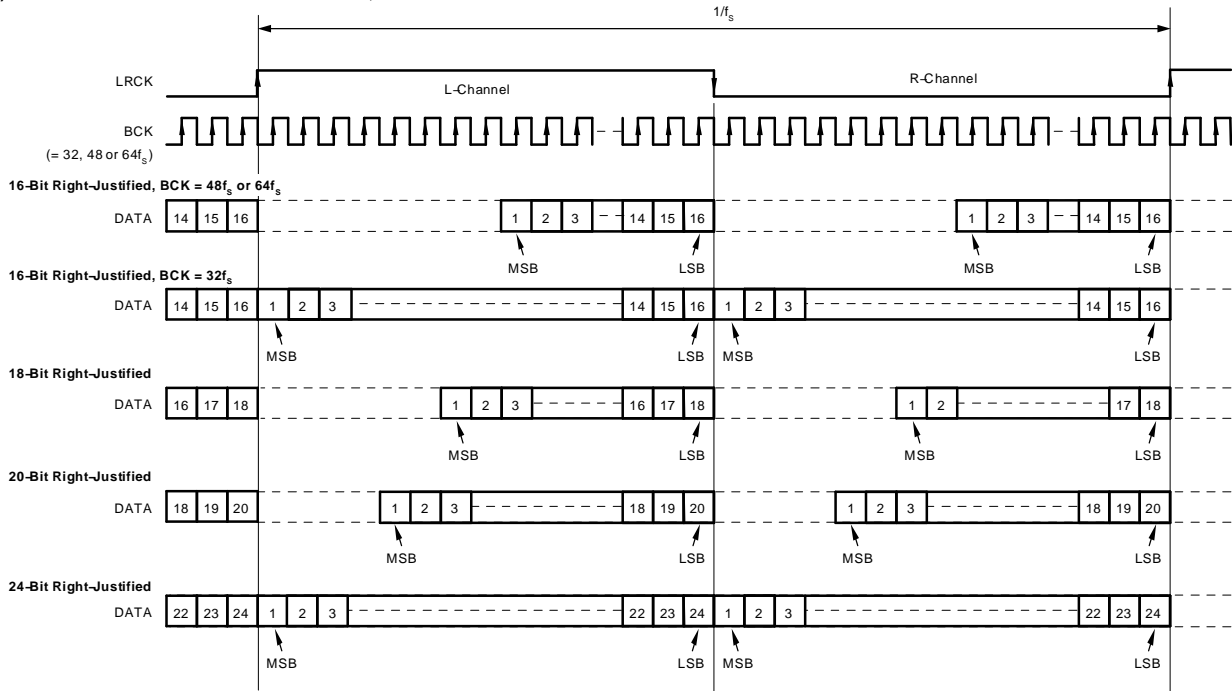 1/fS
LRCK
L-Channel
R-Channel
BCK
(= 32, 48 or 64fS)
16-Bit Right-Justified, BCK = 48fS or 64fS
DATA 14 15 16 1 2 3 14 15 16 1 2 3 14 15 16
MSB LSB MSB LSB
16-Bit Right-Justified, BCK = 32fS
DATA 14 15 16 1 2 3 14 15 16 1 2 3 14 15 16
MSB LSB MSB LSB
18-Bit Right-Justified
DATA 16 17 18 1 2 3 16 17 18 1 2 17 18
MSB LSB MSB LSB
20-Bit Right-Justified
DATA 18 19 20 1 2 3 18 19 20 1 2 3 18 19 20
MSB LSB MSB LSB
24-Bit Right-Justified
DATA 22 23 24 1 2 3 22 23 24 1 2 3 22 23 24
MSB LSB MSB LSB